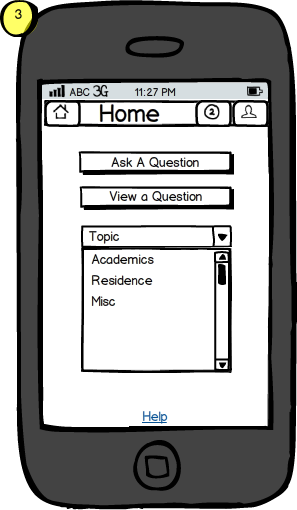 3
ABC 3G 11:27 PM
Home 2
Ask A Question
View a Question
Topic
Academics
Residence
Misc
Help